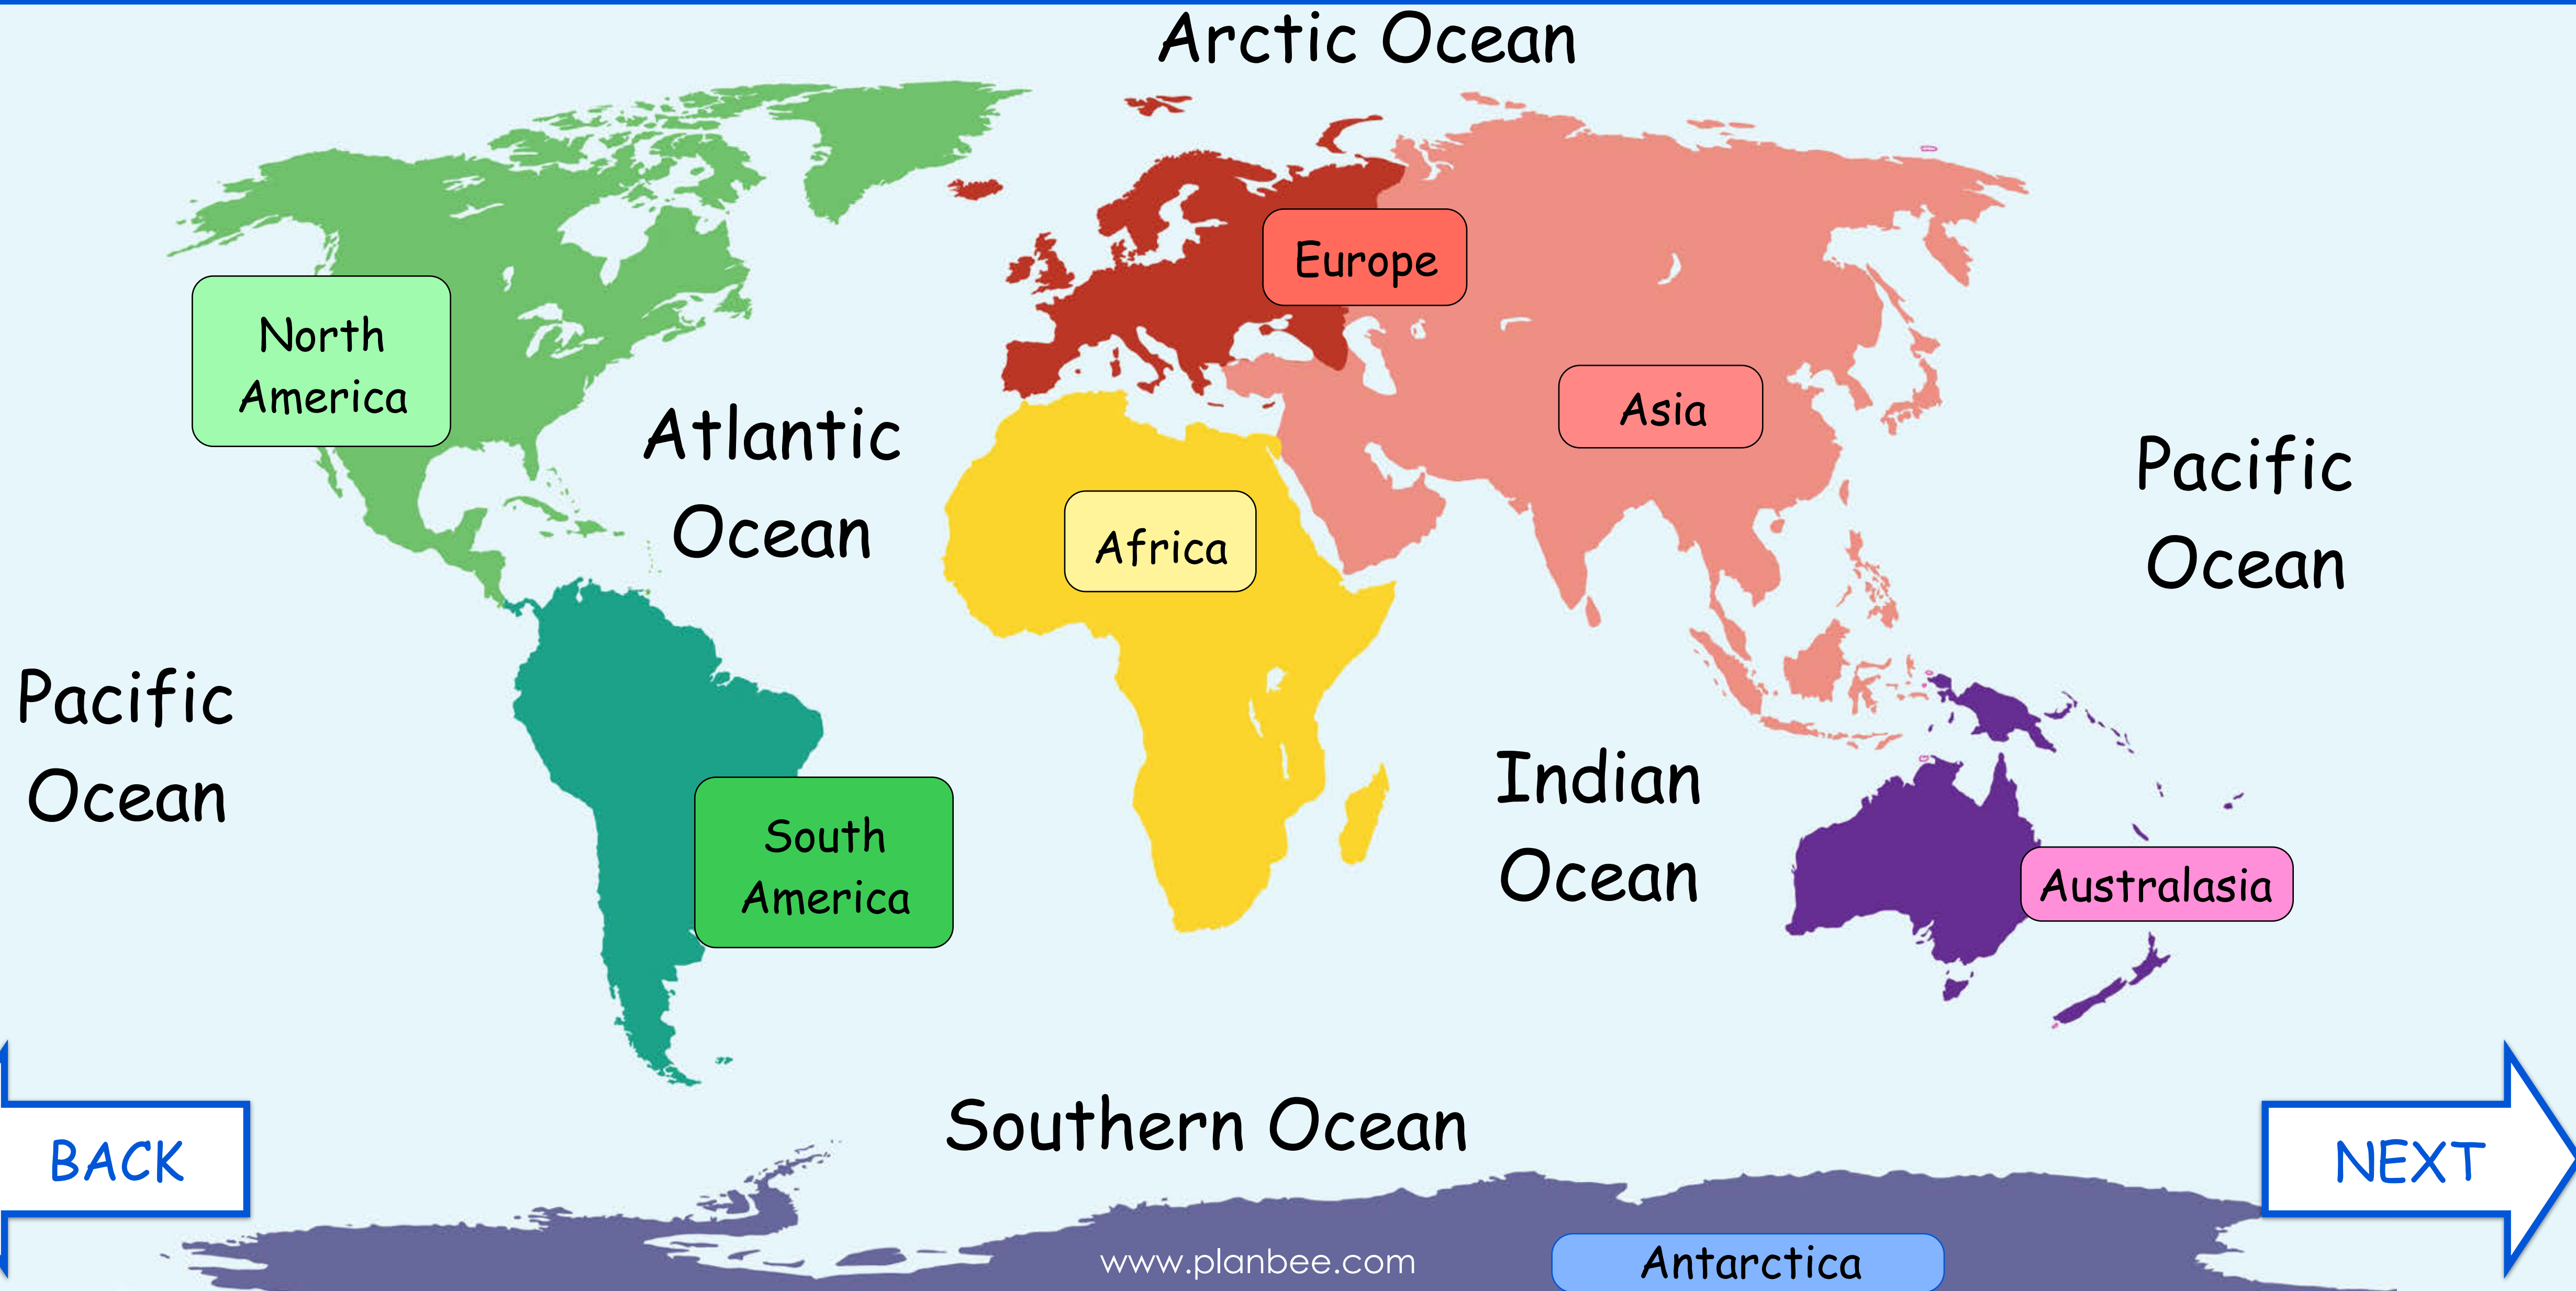 Arctic Ocean
Europe
North
America
Asia
Atlantic
Ocean
Pacific
Ocean
Africa
Pacific
Ocean
Indian
Ocean
South
America
Australasia
Southern Ocean
BACK
NEXT
www.planbee.com
Antarctica